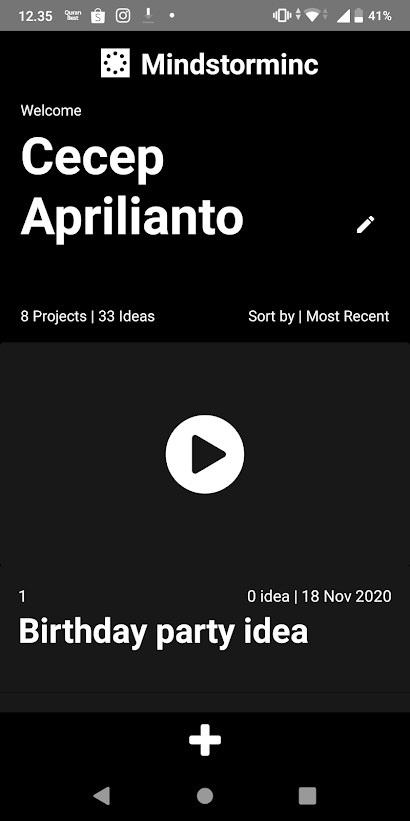 12.35 Quran Best 41%
Mindstorminc
Welcome
Cecep
Aprilianto
8 Projects | 33 Ideas Sort by | Most Recent
1 0 idea | 18 Nov 2020
Birthday party idea